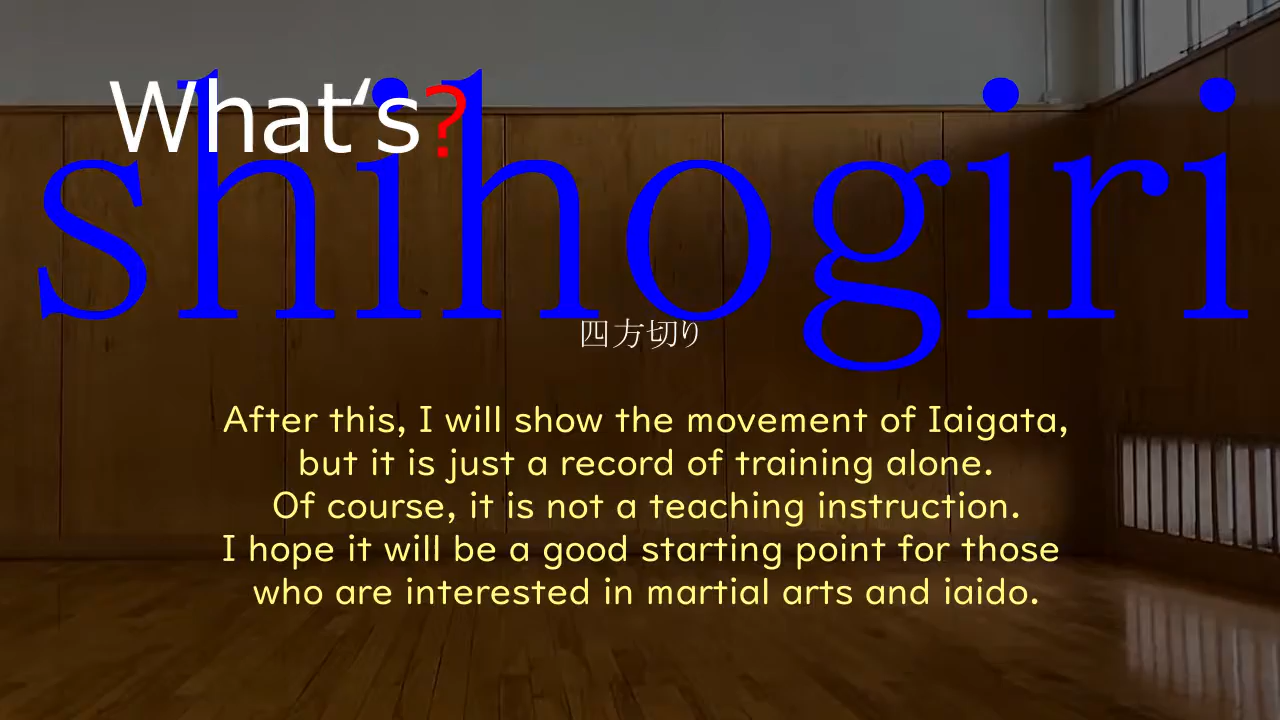 What‘s?
shihogiri
四方切り
After this, I will show the movement of Iaigata,
but it is just a record of training alone.
Of course, it is not a teaching instruction.
I hope it will be a good starting point for those
who are interested in martial arts and iaido.